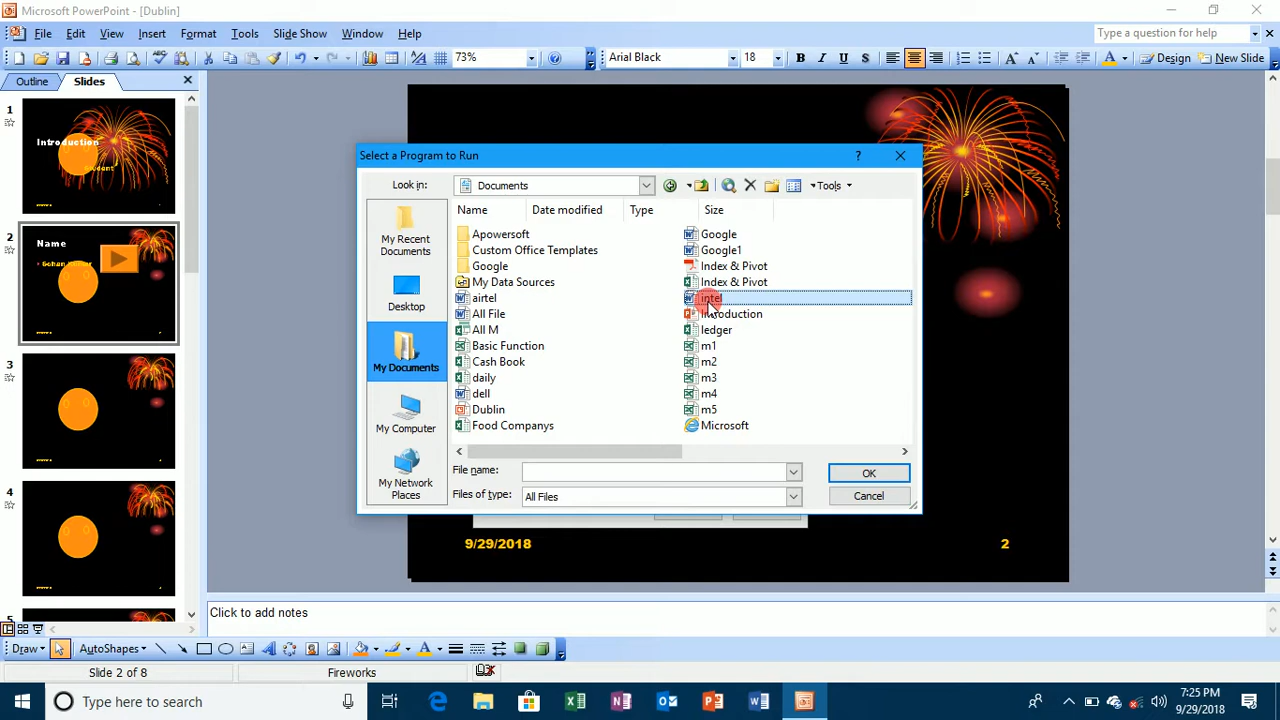 Microsoft PowerPoint - [Dublin]
File Edit View Insert Format Tools Slide Show Window Help
Type a question for help
73%
Arial Black
18
B I U S
Design
New Slide
Outline
Slides
1
Introduction
Student
2
Name
3
4
5
Select a Program to Run
Look in:
Documents
Tools
Name Date modified Type Size
My Recent Documents
Desktop
My Documents
My Computer
My Network Places
Apowersoft
Custom Office Templates
Google
My Data Sources
airtel
All File
All M
Basic Function
Cash Book
daily
dell
Dublin
Food Companys
Google
Google1
Index & Pivot
Index & Pivot
intel
Introduction
ledger
m1
m2
m3
m4
m5
Microsoft
File name:
OK
Files of type:
All Files
Cancel
9/29/2018
2
Click to add notes
Draw
AutoShapes
Slide 2 of 8
Fireworks
Type here to search
7:25 PM
9/29/2018